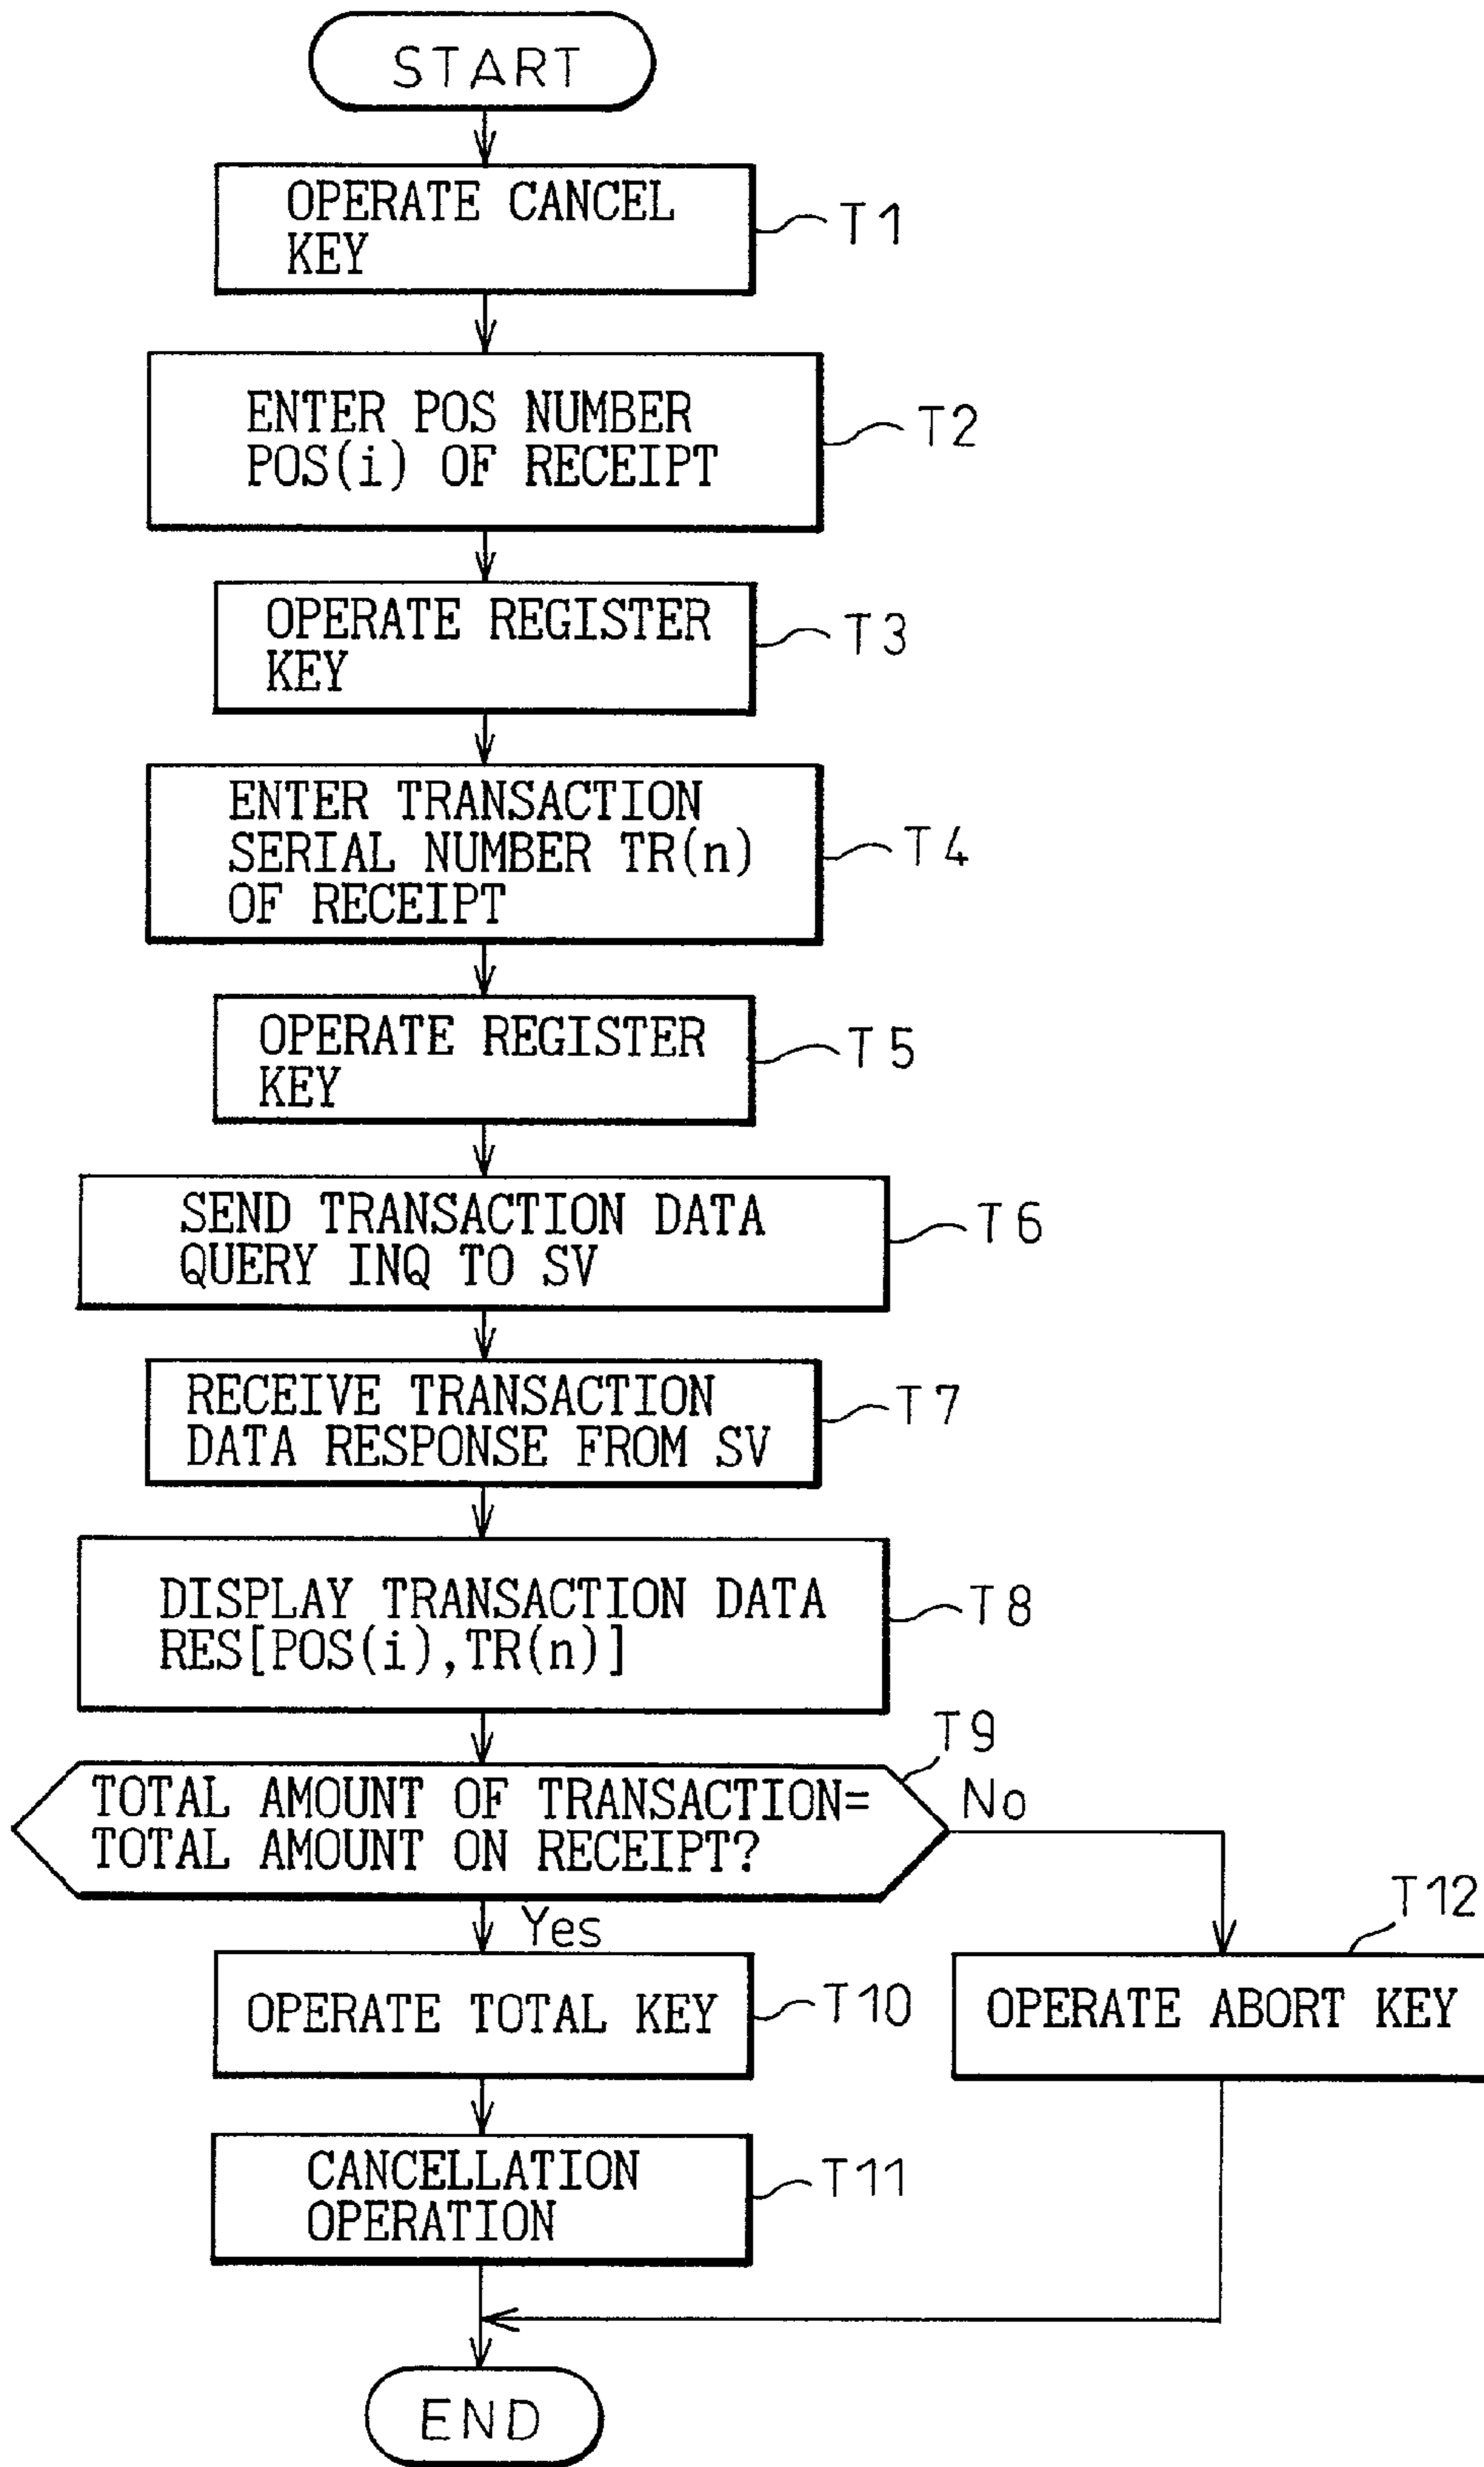 START
OPERATE CANCEL
KEY
T1
ENTER POS NUMBER
POS(i) OF RECEIPT
T2
OPERATE REGISTER
KEY
T3
ENTER TRANSACTION
SERIAL NUMBER TR(n)
OF RECEIPT
T4
OPERATE REGISTER
KEY
T5
SEND TRANSACTION DATA
QUERY INQ TO SV
T6
RECEIVE TRANSACTION
DATA RESPONSE FROM SV
T7
DISPLAY TRANSACTION DATA
RES[POS(i),TR(n)]
T8
T9
TOTAL AMOUNT OF TRANSACTION=
TOTAL AMOUNT ON RECEIPT?
No
Yes
T12
OPERATE TOTAL KEY
T10
OPERATE ABORT KEY
CANCELLATION
OPERATION
T11
END